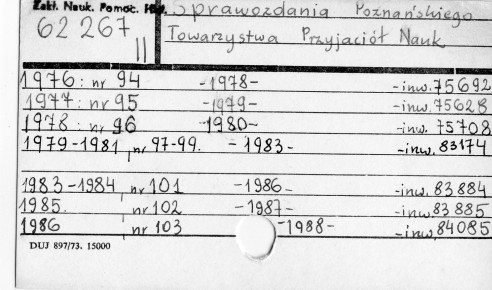 Zakł. Nauk. Pomoc. Hist.
Sprawozdania Poznańskiego
62 267
II
Towarzystwa Przyjaciół Nauk
1976: nr 94 -1978- -inw. 75692
1977: nr 95 -1979- -inw. 75628
1978: nr 96 -1980- -inw. 75708
1979-1981, nr 97-99. - 1983- -inw. 83174
1983-1984, nr 101 -1986- -inw. 83884
1985. nr 102 -1987- -inw. 83885
1986 nr 103 -1988- -inw. 84085
DUJ 897/73. 15000